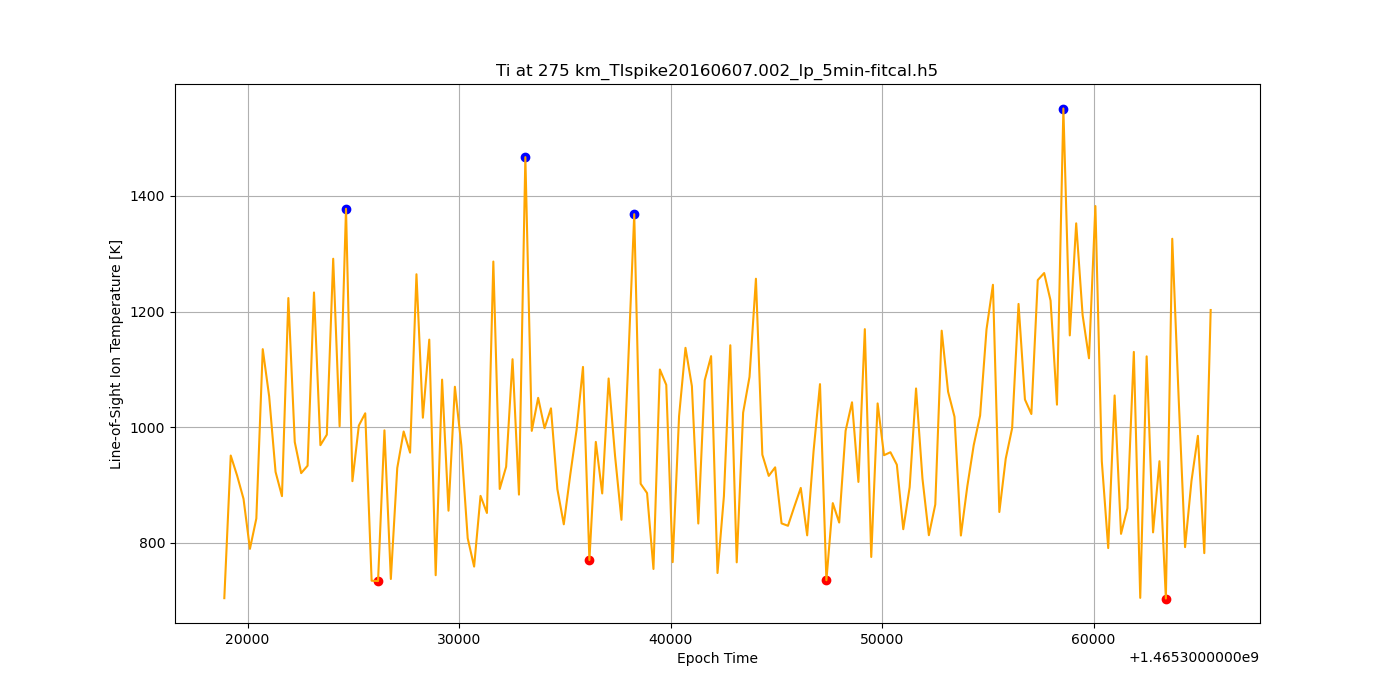 Ti at 275 km_TIspike20160607.002_lp_5min-fitcal.h5
Line-of-Sight Ion Temperature [K]
1400
1200
1000
800
20000 30000 40000 50000 60000
Epoch Time
+1.4653000000e9